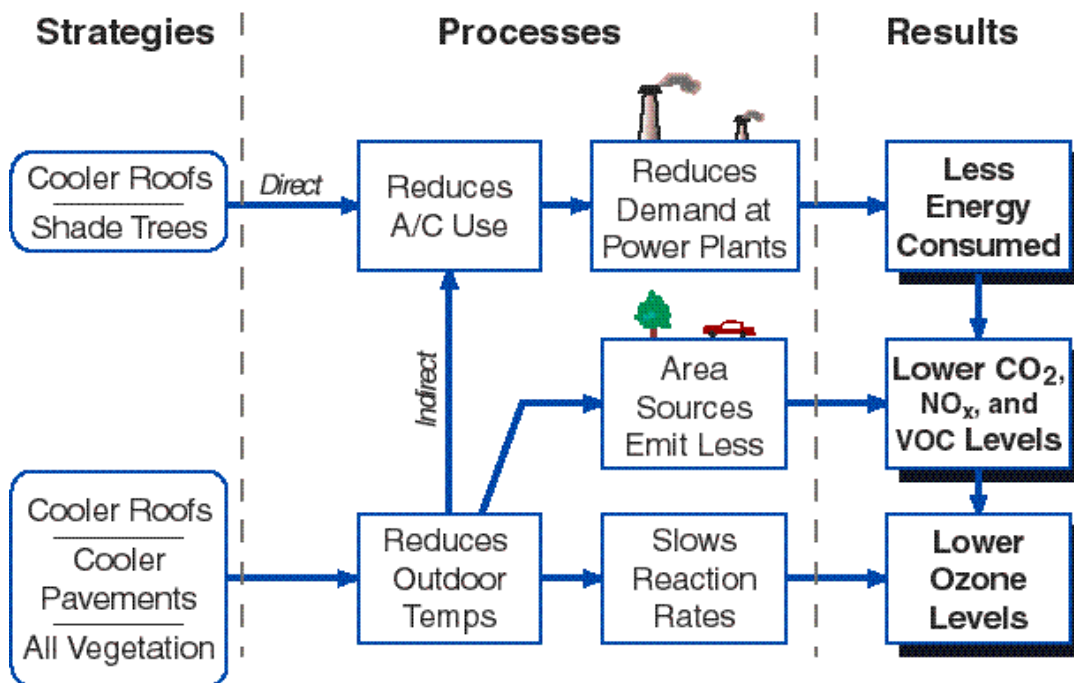 Strategies
Processes
Results
Cooler Roofs
Shade Trees
Direct
Reduces
A/C Use
Reduces
Demand at
Power Plants
Less
Energy
Consumed
Indirect
Area
Sources
Emit Less
Lower CO₂,
NOₓ, and
VOC Levels
Cooler Roofs
Cooler
Pavements
All Vegetation
Reduces
Outdoor
Temps
Slows
Reaction
Rates
Lower
Ozone
Levels